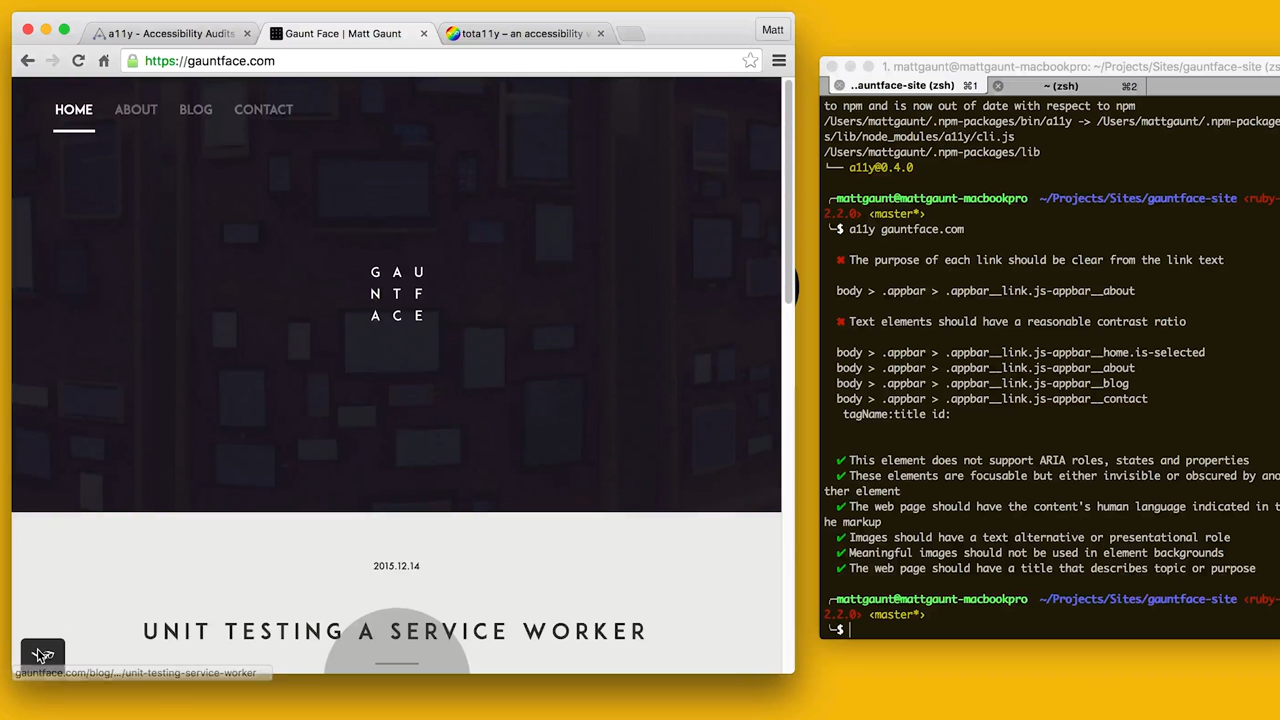 a11y - Accessibility Audits
Gaunt Face | Matt Gaunt
tota11y – an accessibility v
Matt
https://gauntface.com
HOME ABOUT BLOG CONTACT
G A U
N T F
A C E
2015.12.14
UNIT TESTING A SERVICE WORKER
gauntface.com/blog/.../unit-testing-service-worker
1. mattgaunt@mattgaunt-macbookpro: ~/Projects/Sites/gauntface-site (zs
..auntface-site (zsh) ⌘1
~ (zsh) ⌘2
to npm and is now out of date with respect to npm
/Users/mattgaunt/.npm-packages/bin/a11y -> /Users/mattgaunt/.npm-package
s/lib/node_modules/a11y/cli.js
/Users/mattgaunt/.npm-packages/lib
└── a11y@0.4.0
╭─mattgaunt@mattgaunt-macbookpro ~/Projects/Sites/gauntface-site ‹ruby-
2.2.0› ‹master*›
╰─$ a11y gauntface.com
✖ The purpose of each link should be clear from the link text
body > .appbar > .appbar__link.js-appbar__about
✖ Text elements should have a reasonable contrast ratio
body > .appbar > .appbar__link.js-appbar__home.is-selected
body > .appbar > .appbar__link.js-appbar__about
body > .appbar > .appbar__link.js-appbar__blog
body > .appbar > .appbar__link.js-appbar__contact
tagName:title id:
✔ This element does not support ARIA roles, states and properties
✔ These elements are focusable but either invisible or obscured by ano
ther element
✔ The web page should have the content's human language indicated in t
he markup
✔ Images should have a text alternative or presentational role
✔ Meaningful images should not be used in element backgrounds
✔ The web page should have a title that describes topic or purpose
╭─mattgaunt@mattgaunt-macbookpro ~/Projects/Sites/gauntface-site ‹ruby-
2.2.0› ‹master*›
╰─$